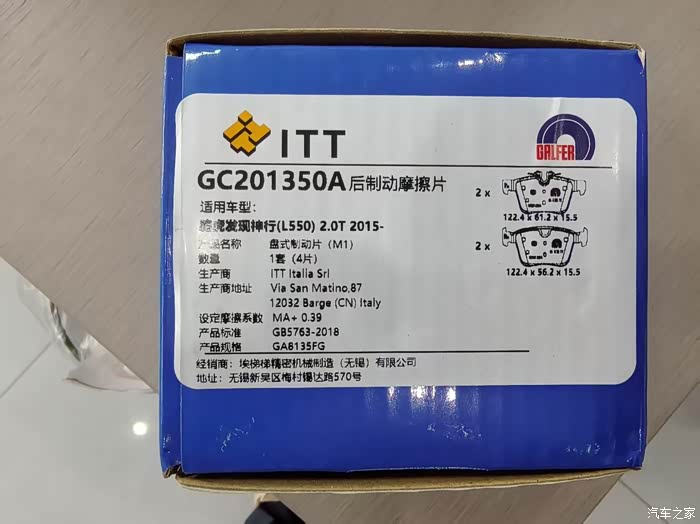 ITT
GALFER
GC201350A后制动摩擦片
2 x
122.4 x 61.2 x 15.5
适用车型：
路虎发现神行(L550) 2.0T 2015-
2 x
122.4 x 56.2 x 15.5
产品名称 盘式制动片（M1）
数量 1套（4片）
生产商 ITT Italia Srl
生产商地址 Via San Matino,87
12032 Barge (CN) Italy
设定摩擦系数 MA+ 0.39
产品标准 GB5763-2018
产品规格 GA8135FG
经销商：埃梯梯精密机械制造（无锡）有限公司
地址：无锡新吴区梅村锡达路570号
汽车之家